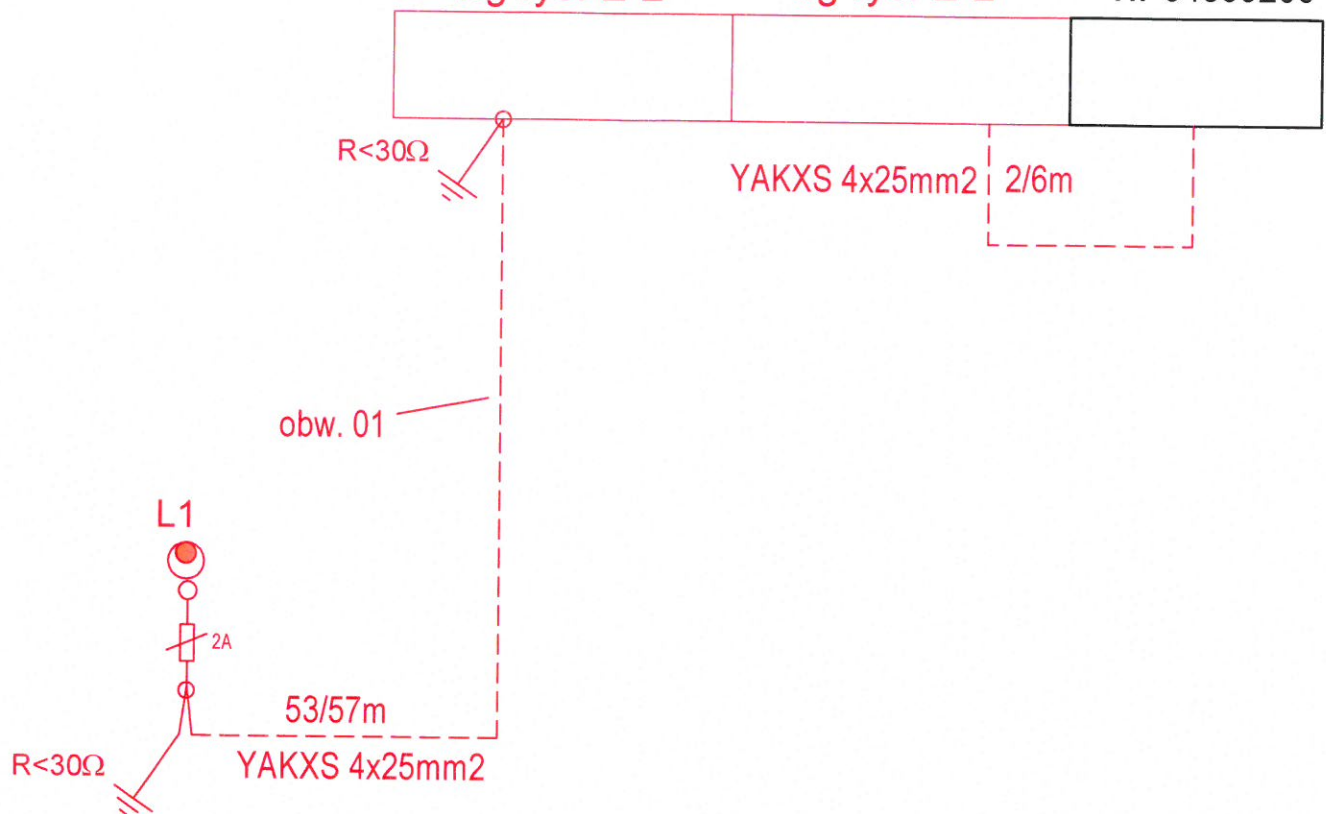 R<30Ω
YAKXS 4x25mm2
2/6m
obw. 01
L1
2A
53/57m
R<30Ω
YAKXS 4x25mm2